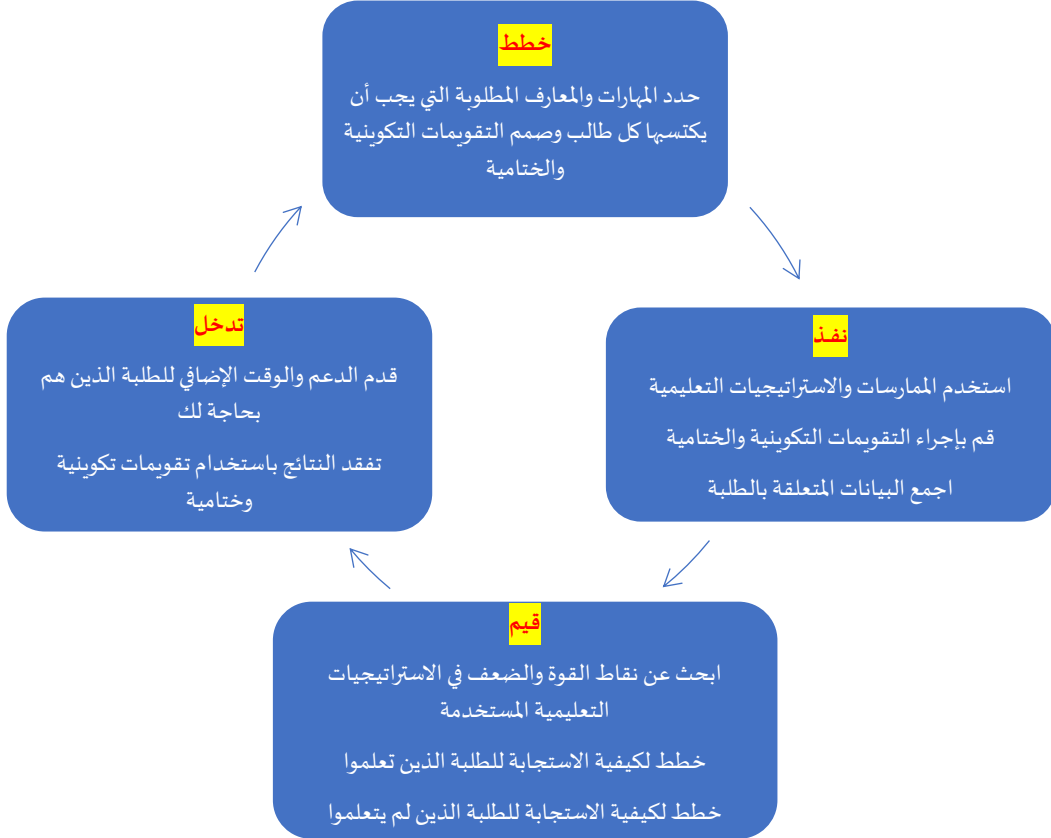 خطط
حدد المهارات والمعارف المطلوبة التي يجب أن
يكتسبها كل طالب وصمم التقويمات التكوينية
والختامية
نفذ
استخدم الممارسات والاستراتيجيات التعليمية
قم بإجراء التقويمات التكوينية والختامية
اجمع البيانات المتعلقة بالطلبة
قيم
ابحث عن نقاط القوة والضعف في الاستراتيجيات
التعليمية المستخدمة
خطط لكيفية الاستجابة للطلبة الذين تعلموا
خطط لكيفية الاستجابة للطلبة الذين لم يتعلموا
تدخل
قدم الدعم والوقت الإضافي للطلبة الذين هم
بحاجة لك
تفقد النتائج باستخدام تقويمات تكوينية
وختامية